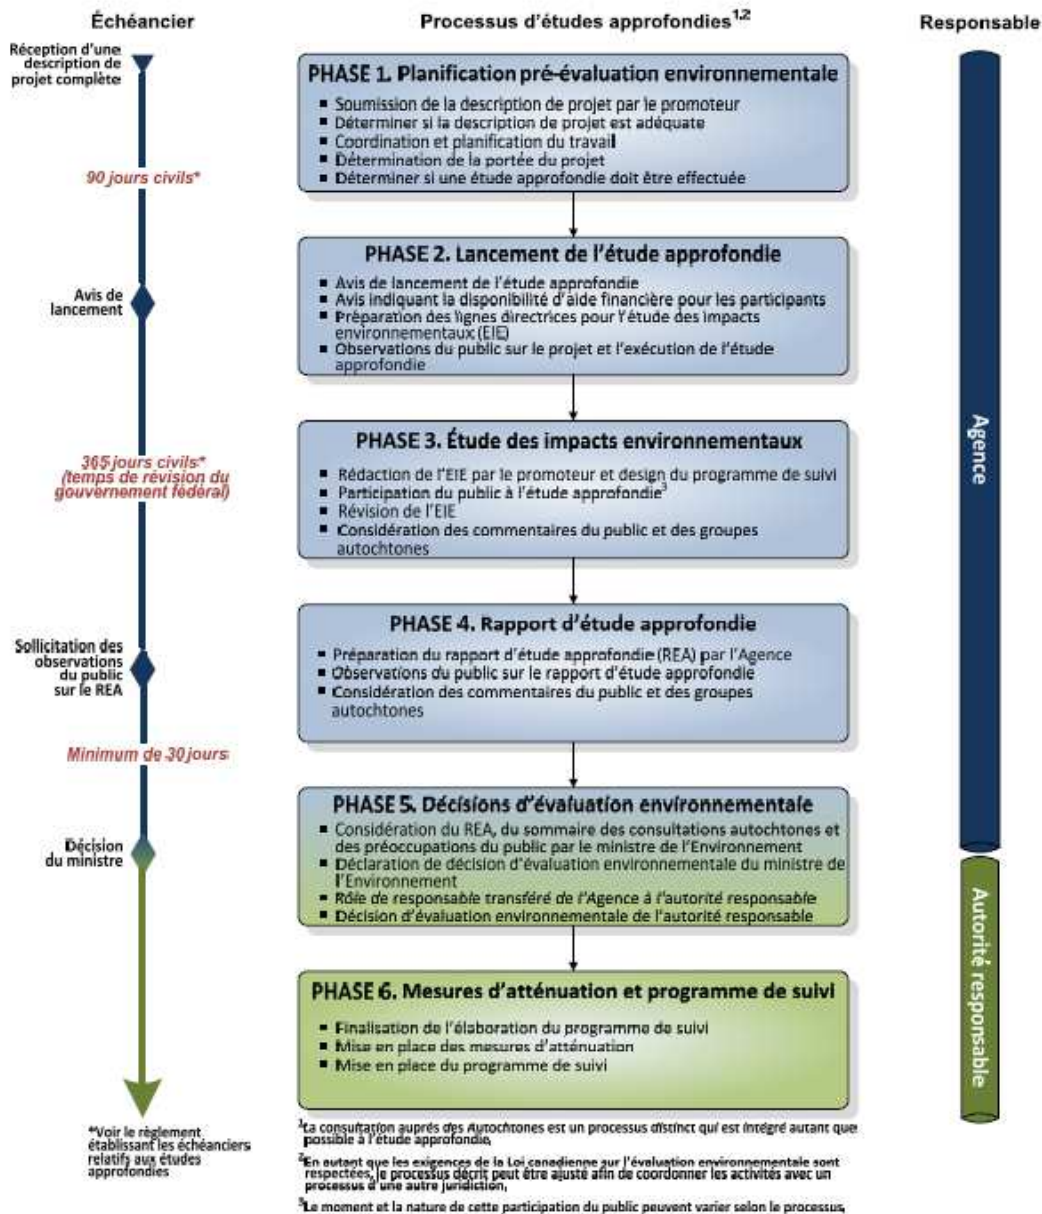 Échéancier
Processus d'études approfondies1,2
Responsable
Réception d'une
description de
projet complète
90 jours civils*
Avis de
lancement
365 jours civils*
(temps de révision du
gouvernement fédéral)
Sollicitation des
observations
du public
sur le REA
Minimum de 30 jours
Décision
du ministre
*Voir le règlement
établissant les échéanciers
relatifs aux études
approfondies
PHASE 1. Planification pré-évaluation environnementale
▪ Soumission de la description de projet par le promoteur
▪ Déterminer si la description de projet est adéquate
▪ Coordination et planification du travail
▪ Détermination de la portée du projet
▪ Déterminer si une étude approfondie doit être effectuée
PHASE 2. Lancement de l'étude approfondie
▪ Avis de lancement de l'étude approfondie
▪ Avis indiquant la disponibilité d'aide financière pour les participants
▪ Préparation des lignes directrices pour l'étude des impacts
environnementaux (EIE)
▪ Observations du public sur le projet et l'exécution de l'étude
approfondie
PHASE 3. Étude des impacts environnementaux
▪ Rédaction de l'EIE par le promoteur et design du programme de suivi
▪ Participation du public à l'étude approfondie3
▪ Révision de l'EIE
▪ Considération des commentaires du public et des groupes
autochtones
PHASE 4. Rapport d'étude approfondie
▪ Préparation du rapport d'étude approfondie (REA) par l'Agence
▪ Observations du public sur le rapport d'étude approfondie
▪ Considération des commentaires du public et des groupes
autochtones
PHASE 5. Décisions d'évaluation environnementale
▪ Considération du REA, du sommaire des consultations autochtones et
des préoccupations du public par le ministre de l'Environnement
▪ Déclaration de décision d'évaluation environnementale du ministre de
l'Environnement
▪ Rôle de responsable transféré de l'Agence à l'autorité responsable
▪ Décision d'évaluation environnementale de l'autorité responsable
PHASE 6. Mesures d'atténuation et programme de suivi
▪ Finalisation de l'élaboration du programme de suivi
▪ Mise en place des mesures d'atténuation
▪ Mise en place du programme de suivi
1La consultation auprès des Autochtones est un processus distinct qui est intégré autant que
possible à l'étude approfondie.
2En autant que les exigences de la Loi canadienne sur l'évaluation environnementale sont
respectées, le processus décrit peut être ajusté afin de coordonner les activités avec un
processus d'une autre juridiction.
3Le moment et la nature de cette participation du public peuvent varier selon le processus.
Agence
Autorité responsable